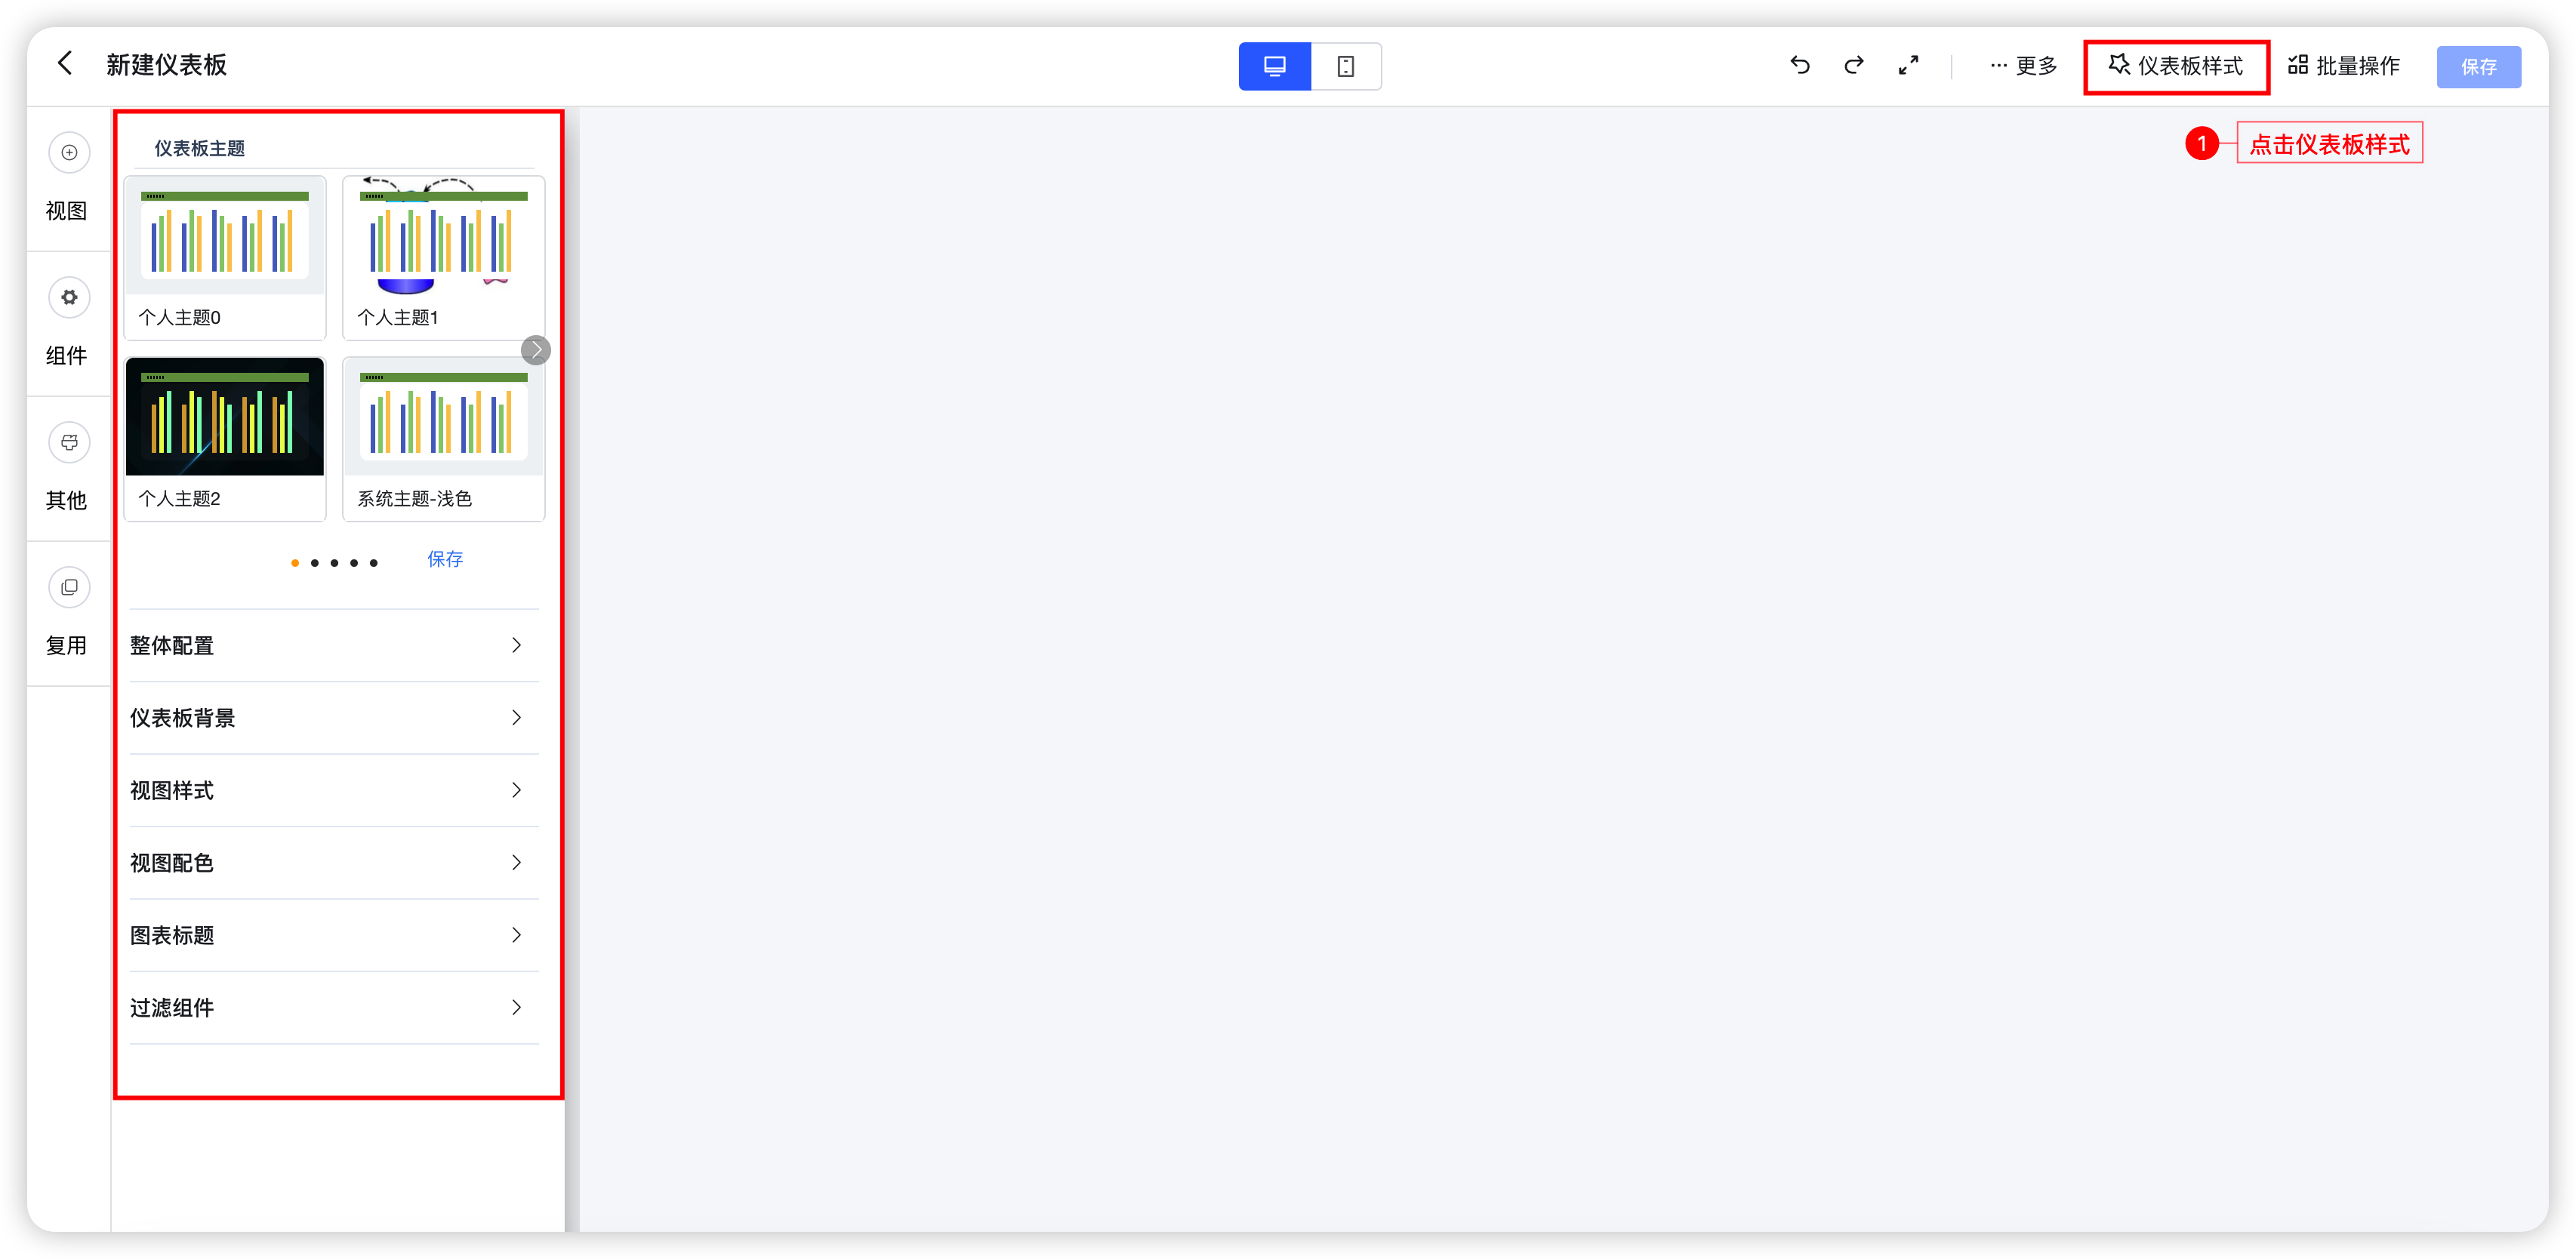 新建仪表板
更多
仪表板样式
批量操作
保存
1
点击仪表板样式
视图
组件
其他
复用
仪表板主题
个人主题0
个人主题1
个人主题2
系统主题-浅色
保存
整体配置
仪表板背景
视图样式
视图配色
图表标题
过滤组件